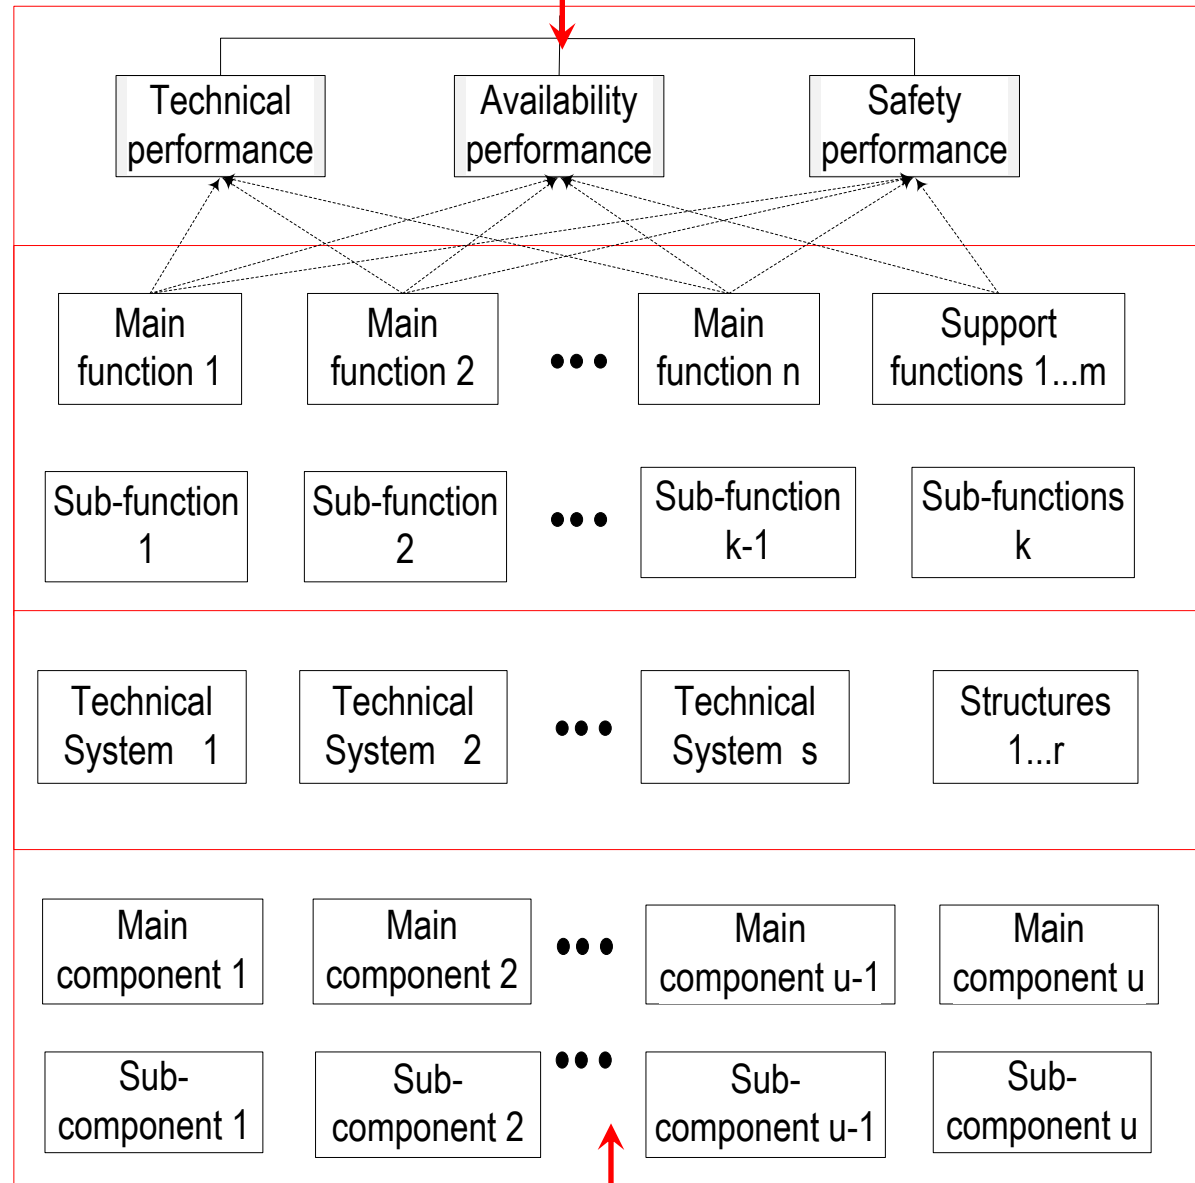 Technical
performance
Availability
performance
Safety
performance
Main
function 1
Main
function 2
Main
function n
Support
functions 1...m
Sub-function
1
Sub-function
2
Sub-function
k-1
Sub-functions
k
Technical
System 1
Technical
System 2
Technical
System s
Structures
1...r
Main
component 1
Main
component 2
Main
component u-1
Main
component u
Sub-
component 1
Sub-
component 2
Sub-
component u-1
Sub-
component u